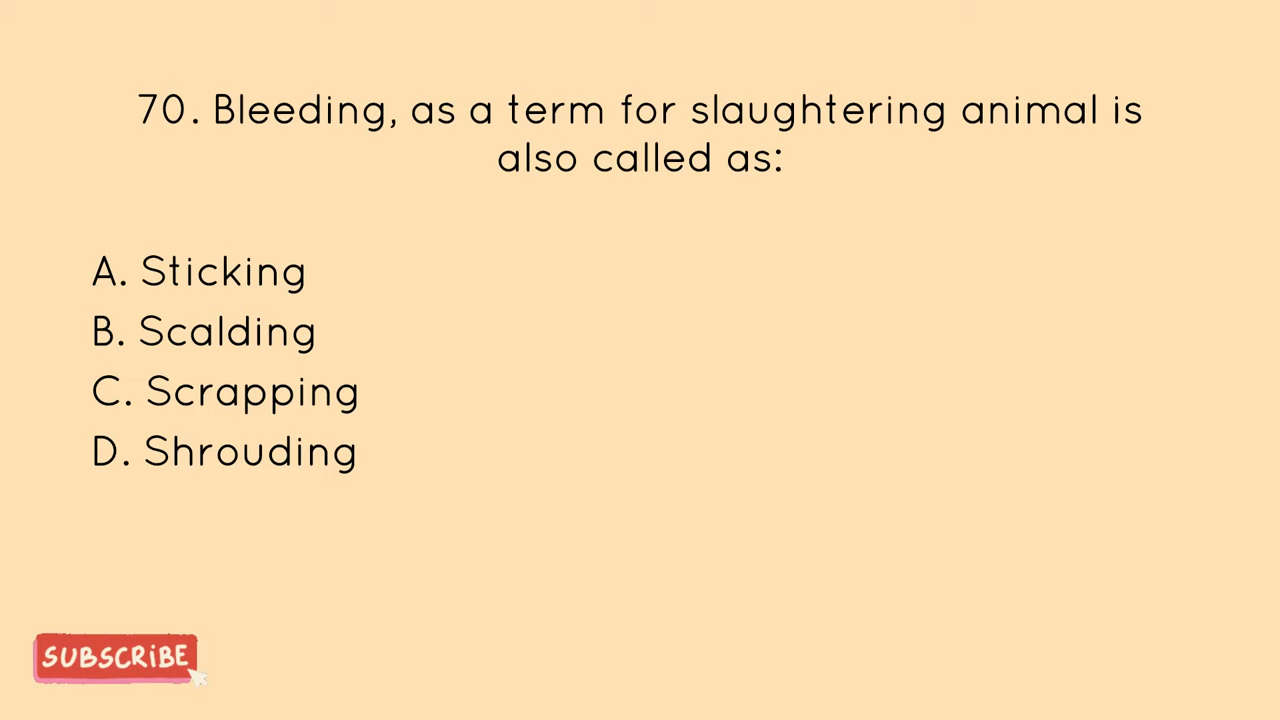 70. Bleeding, as a term for slaughtering animal is
also called as:
A. Sticking
B. Scalding
C. Scrapping
D. Shrouding
SUBSCRiBE